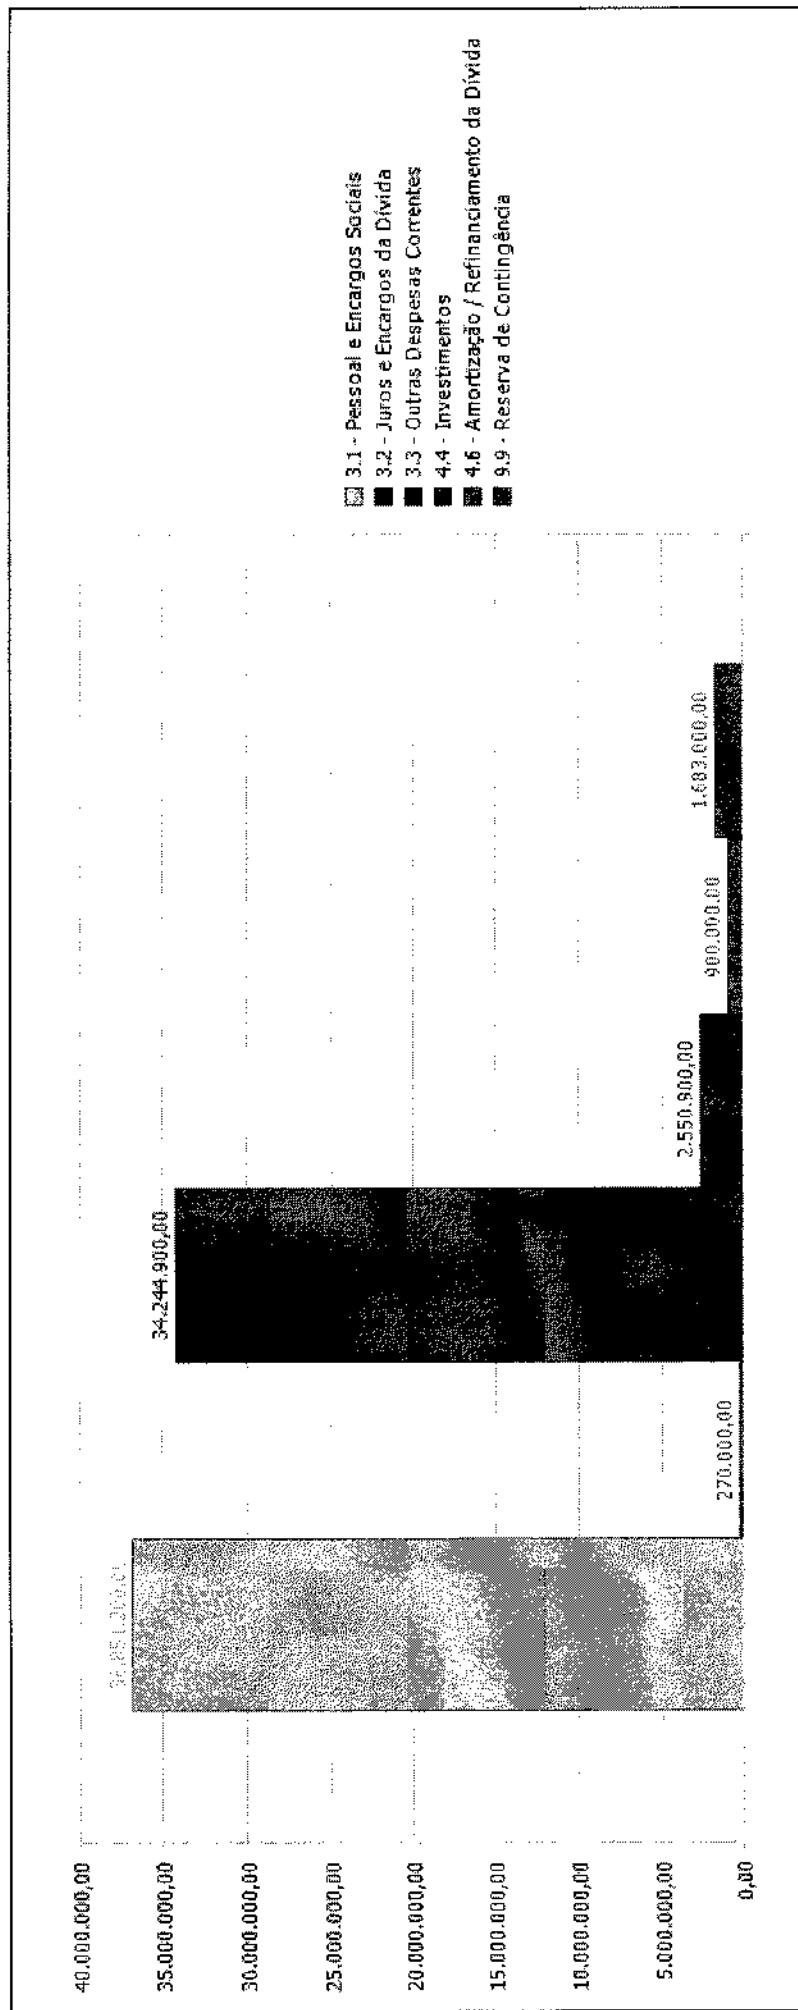 40.000.000,00
35.000.000,00
30.000.000,00
25.000.000,00
20.000.000,00
15.000.000,00
10.000.000,00
5.000.000,00
0,00
270.000,00
34.244.900,00
2.550.900,00
900.000,00
1.683.000,00
3.1 - Pessoal e Encargos Sociais
3.2 - Juros e Encargos da Dívida
3.3 - Outras Despesas Correntes
4.4 - Investimentos
4.6 - Amortização / Refinanciamento da Dívida
9.9 - Reserva de Contingência